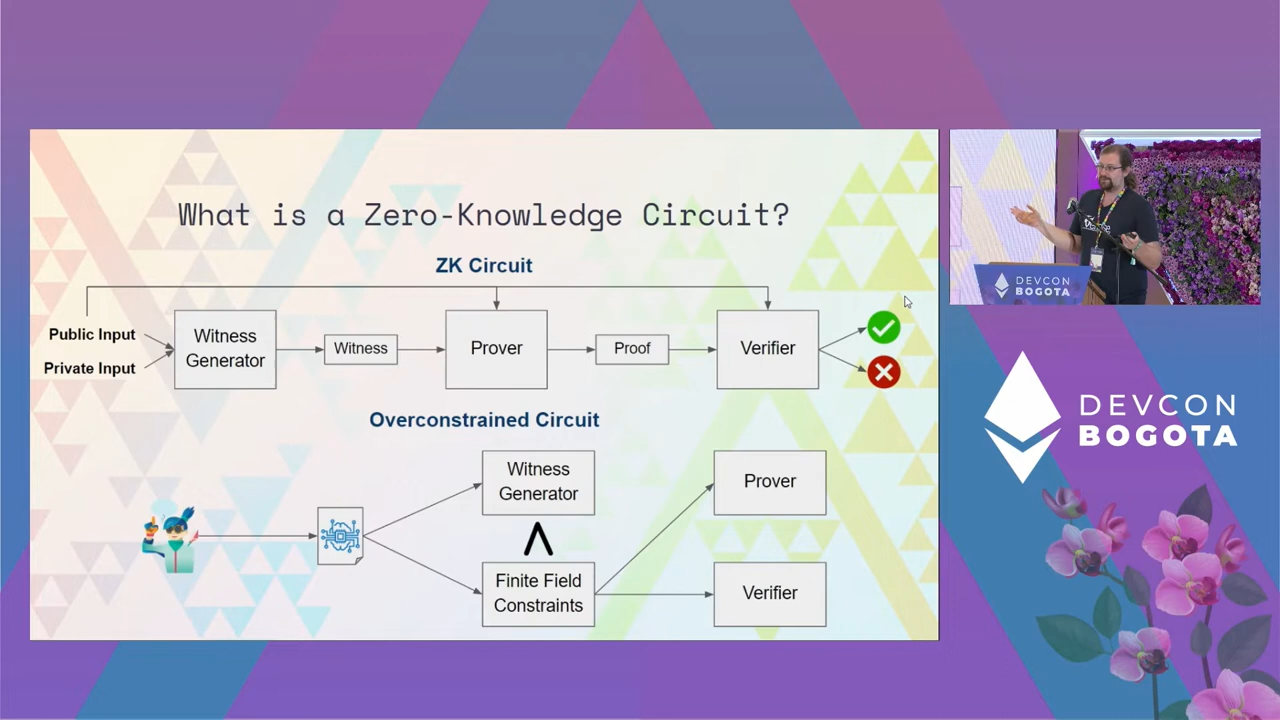 What is a Zero-Knowledge Circuit?
ZK Circuit
Public Input
Private Input
Witness
Generator
Witness
Prover
Proof
Verifier
Overconstrained Circuit
Witness
Generator
Prover
Finite Field
Constraints
Verifier
DEVCON
BOGOTA
DEVCON
BOGOTA